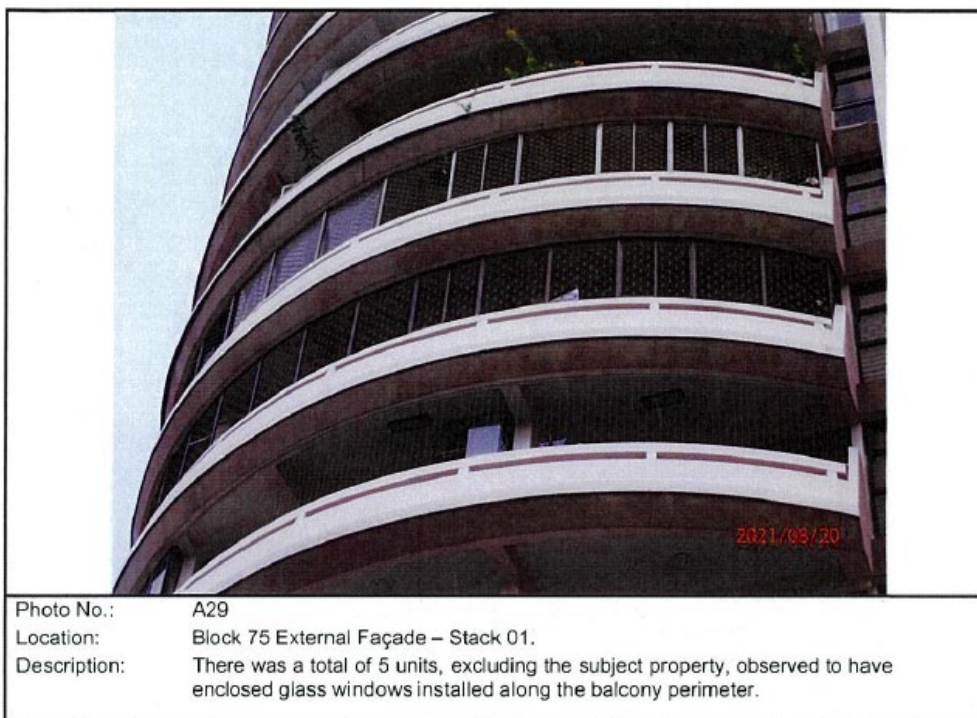 2021/08/20
Photo No.: A29
Location: Block 75 External Façade – Stack 01.
Description: There was a total of 5 units, excluding the subject property, observed to have
enclosed glass windows installed along the balcony perimeter.